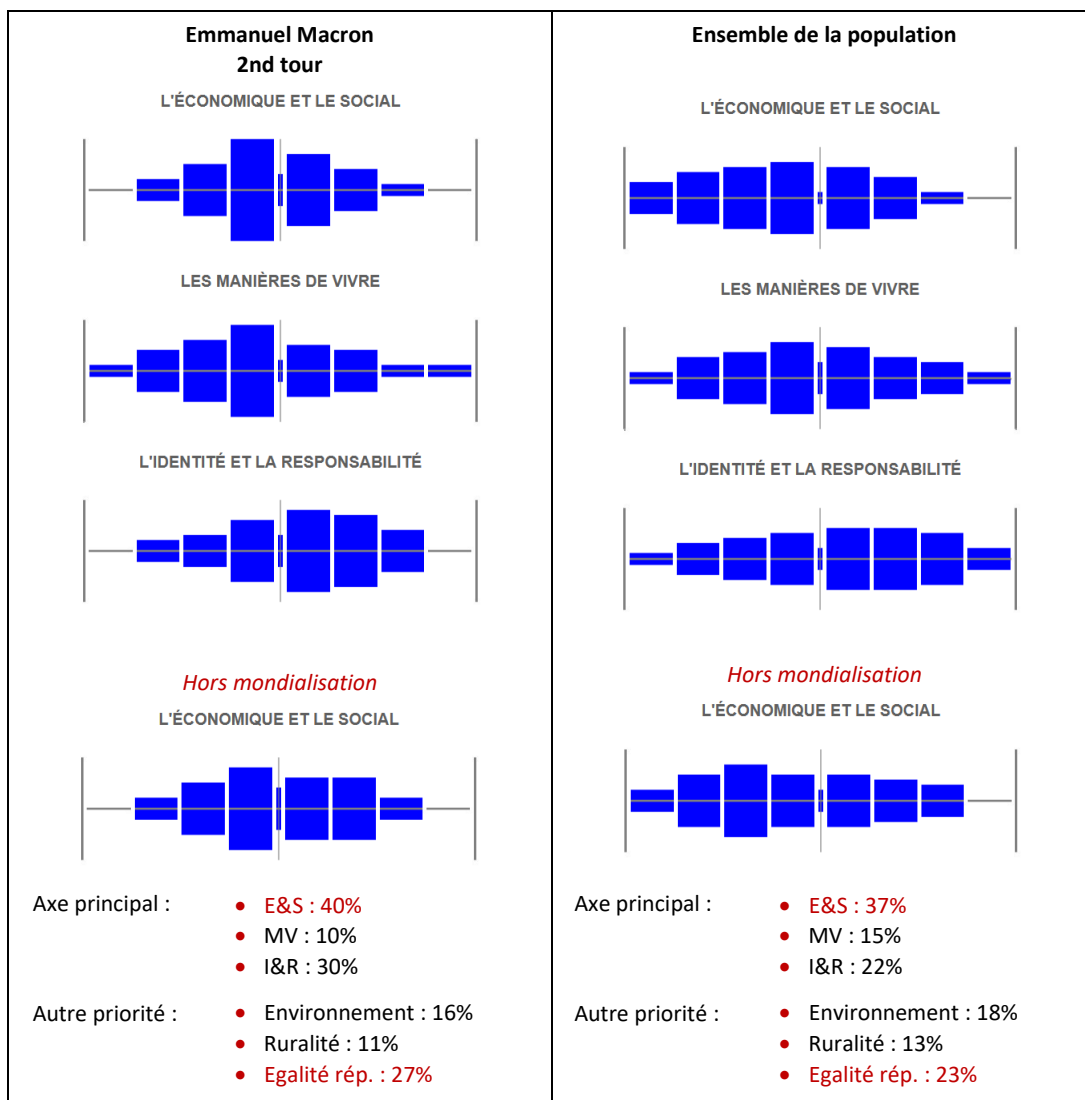 Emmanuel Macron
2nd tour
L'ÉCONOMIQUE ET LE SOCIAL
LES MANIÈRES DE VIVRE
L'IDENTITÉ ET LA RESPONSABILITÉ
Hors mondialisation
L'ÉCONOMIQUE ET LE SOCIAL
Axe principal :
• E&S : 40%
• MV : 10%
• I&R : 30%
Autre priorité :
• Environnement : 16%
• Ruralité : 11%
• Egalité rép. : 27%
Ensemble de la population
L'ÉCONOMIQUE ET LE SOCIAL
LES MANIÈRES DE VIVRE
L'IDENTITÉ ET LA RESPONSABILITÉ
Hors mondialisation
L'ÉCONOMIQUE ET LE SOCIAL
Axe principal :
• E&S : 37%
• MV : 15%
• I&R : 22%
Autre priorité :
• Environnement : 18%
• Ruralité : 13%
• Egalité rép. : 23%